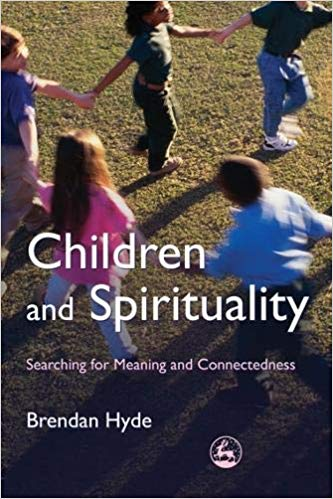 Children
and Spirituality
Searching for Meaning and Connectedness
Brendan Hyde